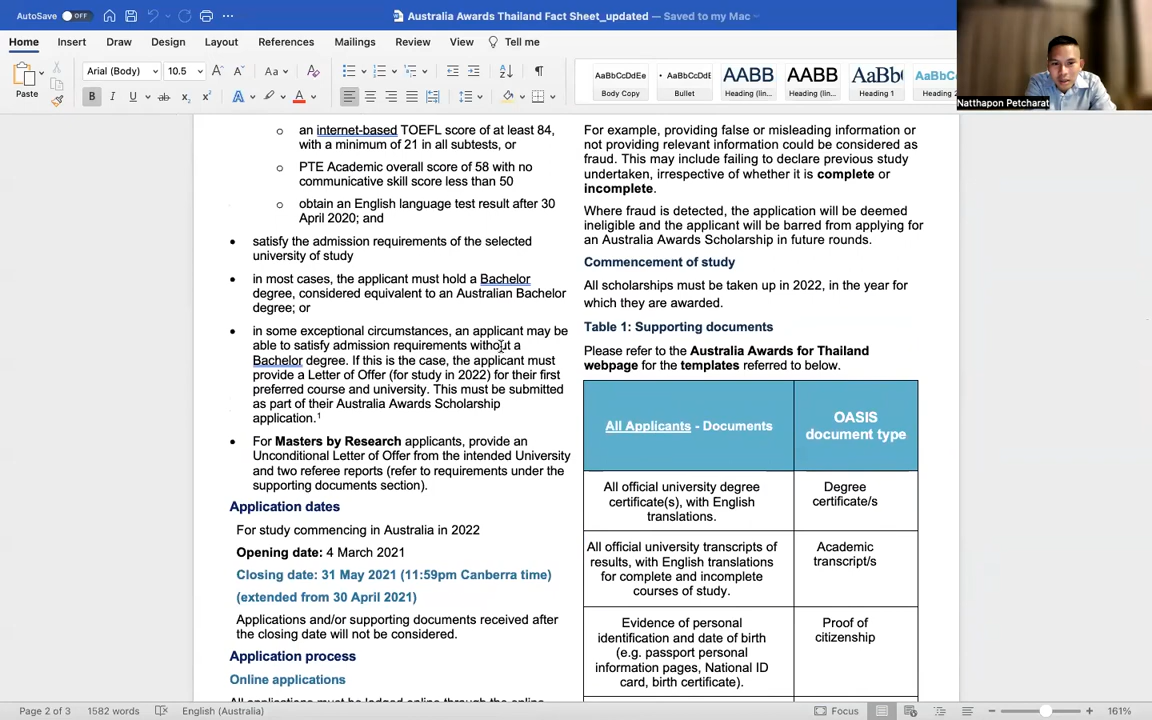 AutoSave OFF
Australia Awards Thailand Fact Sheet_updated — Saved to my Mac
Home Insert Draw Design Layout References Mailings Review View Tell me
Paste
Arial (Body) 10.5
AaBbCcDdEe
Body Copy
AaBbCcDdE
Bullet
AABB
Heading (lin...
AABB
Heading (lin...
AaBb(
Heading 1
AaBbC
Heading 2
Natthapon Petcharat
an internet-based TOEFL score of at least 84,
with a minimum of 21 in all subtests, or
PTE Academic overall score of 58 with no
communicative skill score less than 50
obtain an English language test result after 30
April 2020; and
satisfy the admission requirements of the selected
university of study
in most cases, the applicant must hold a Bachelor
degree, considered equivalent to an Australian Bachelor
degree; or
in some exceptional circumstances, an applicant may be
able to satisfy admission requirements without a
Bachelor degree. If this is the case, the applicant must
provide a Letter of Offer (for study in 2022) for their first
preferred course and university. This must be submitted
as part of their Australia Awards Scholarship
application.¹
For Masters by Research applicants, provide an
Unconditional Letter of Offer from the intended University
and two referee reports (refer to requirements under the
supporting documents section).
Application dates
For study commencing in Australia in 2022
Opening date: 4 March 2021
Closing date: 31 May 2021 (11:59pm Canberra time)
(extended from 30 April 2021)
Applications and/or supporting documents received after
the closing date will not be considered.
Application process
Online applications
All applications must be lodged online through the online
For example, providing false or misleading information or
not providing relevant information could be considered as
fraud. This may include failing to declare previous study
undertaken, irrespective of whether it is complete or
incomplete.
Where fraud is detected, the application will be deemed
ineligible and the applicant will be barred from applying for
an Australia Awards Scholarship in future rounds.
Commencement of study
All scholarships must be taken up in 2022, in the year for
which they are awarded.
Table 1: Supporting documents
Please refer to the Australia Awards for Thailand
webpage for the templates referred to below.
All Applicants - Documents
OASIS
document type
All official university degree
certificate(s), with English
translations.
Degree
certificate/s
All official university transcripts of
results, with English translations
for complete and incomplete
courses of study.
Academic
transcript/s
Evidence of personal
identification and date of birth
(e.g. passport personal
information pages, National ID
card, birth certificate).
Proof of
citizenship
Page 2 of 3 1582 words English (Australia) Focus 161%